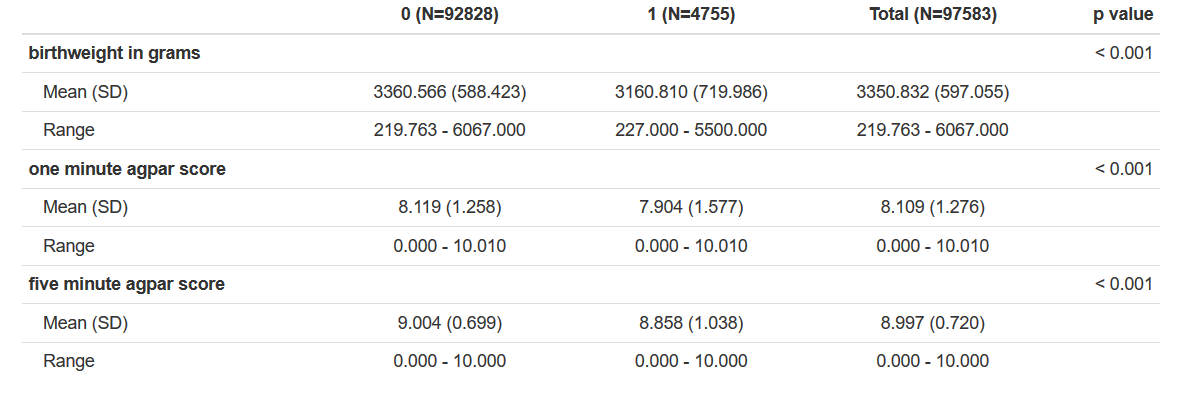 0 (N=92828) 1 (N=4755) Total (N=97583) p value
birthweight in grams < 0.001
Mean (SD) 3360.566 (588.423) 3160.810 (719.986) 3350.832 (597.055)
Range 219.763 - 6067.000 227.000 - 5500.000 219.763 - 6067.000
one minute agpar score < 0.001
Mean (SD) 8.119 (1.258) 7.904 (1.577) 8.109 (1.276)
Range 0.000 - 10.010 0.000 - 10.010 0.000 - 10.010
five minute agpar score < 0.001
Mean (SD) 9.004 (0.699) 8.858 (1.038) 8.997 (0.720)
Range 0.000 - 10.000 0.000 - 10.000 0.000 - 10.000